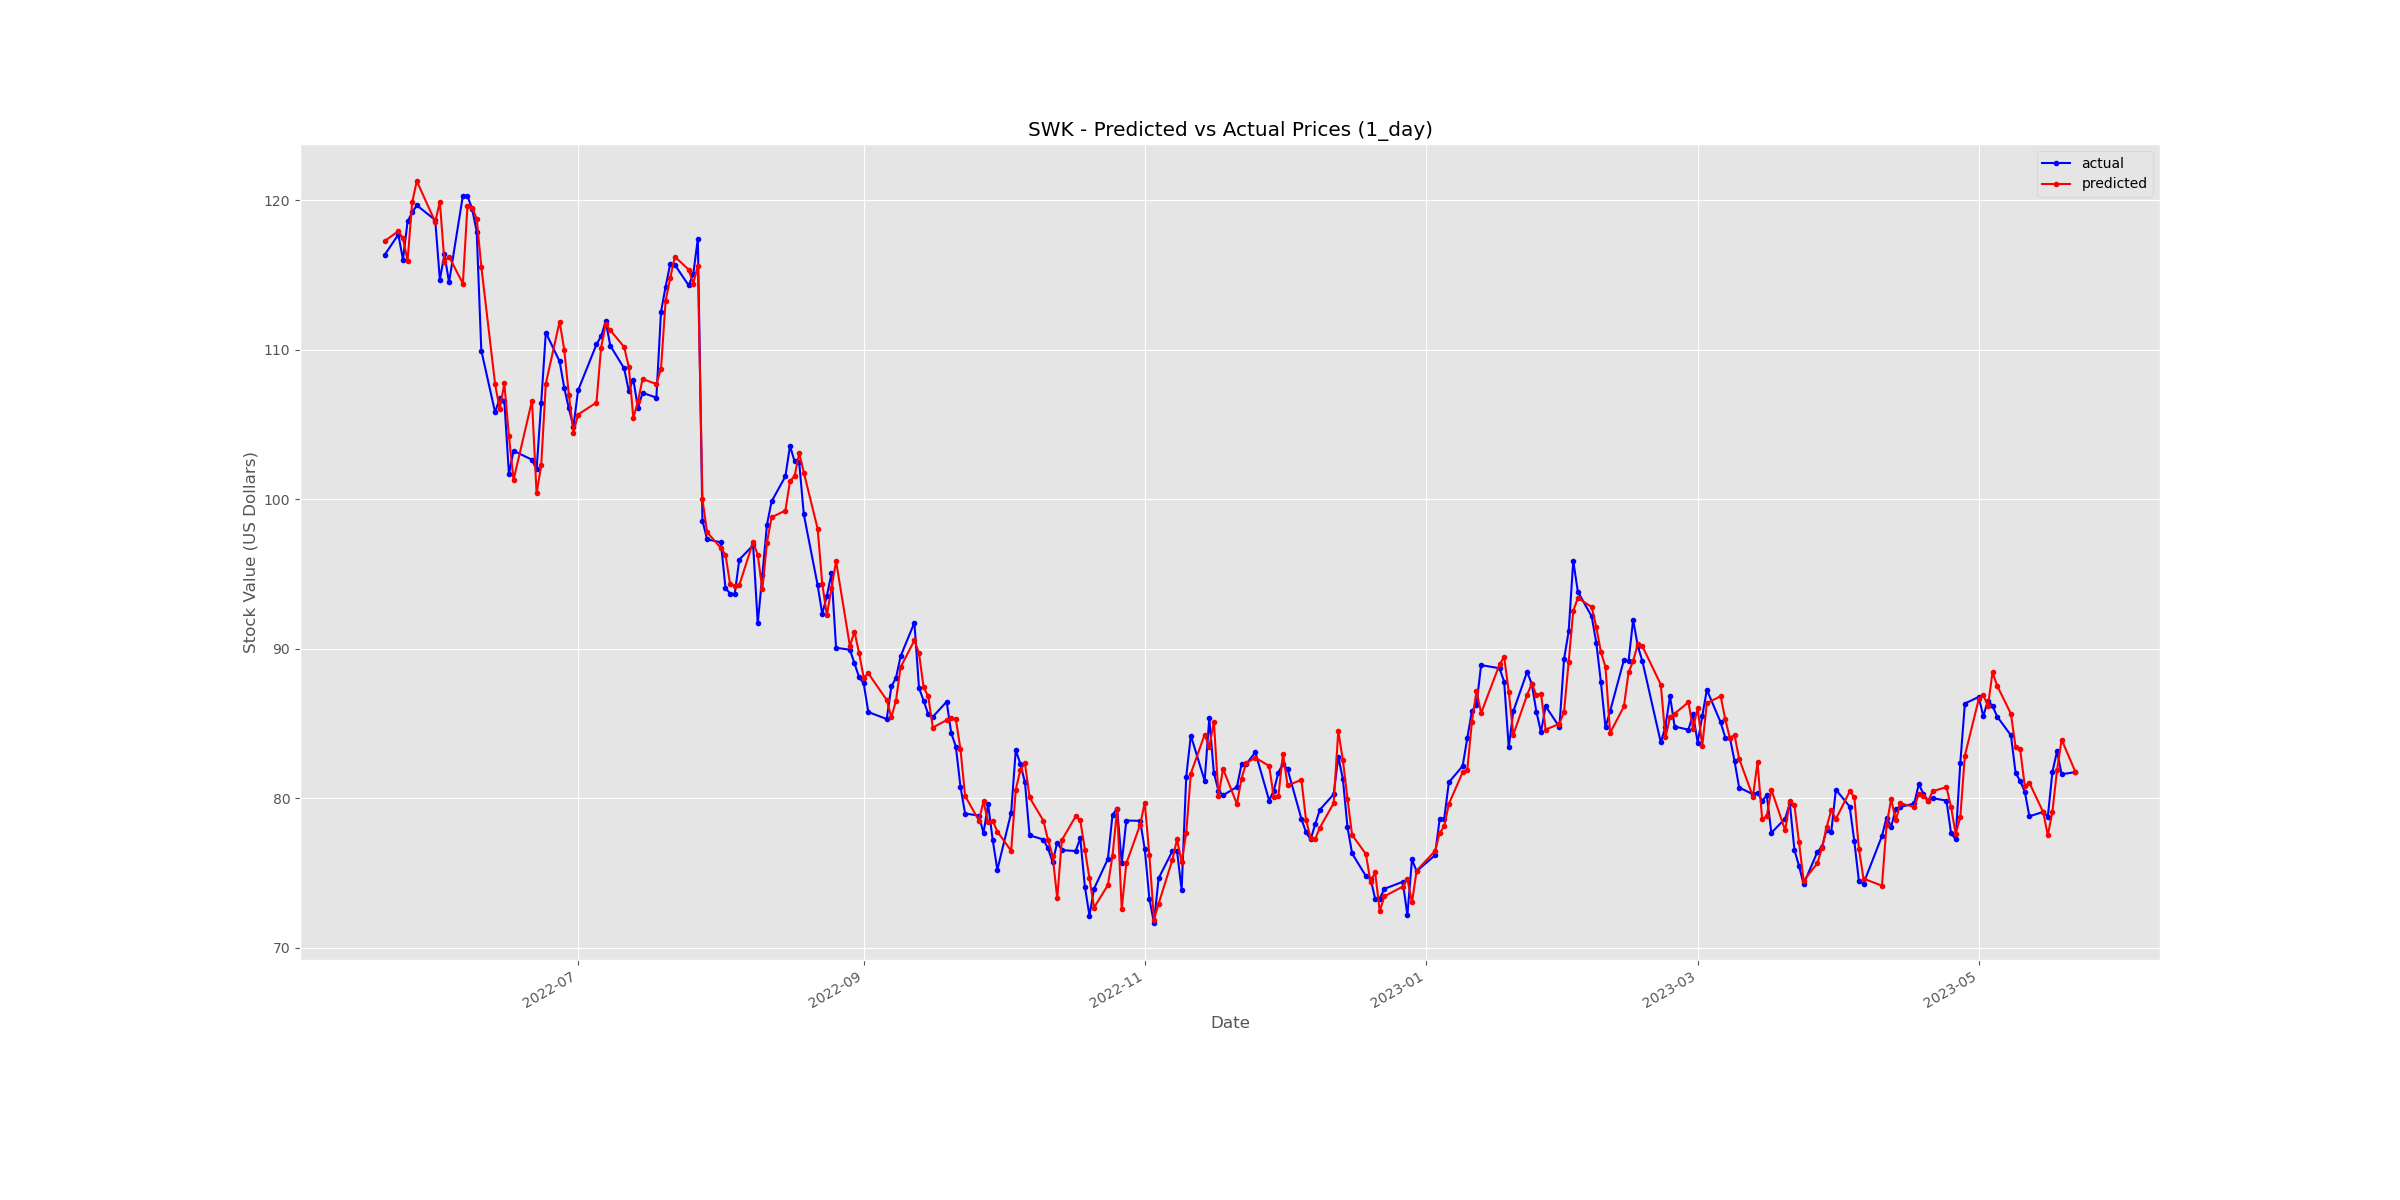 SWK - Predicted vs Actual Prices (1_day)
actual
predicted
Stock Value (US Dollars)
120
110
100
90
80
70
2022-07
2022-09
2022-11
2023-01
2023-03
2023-05
Date